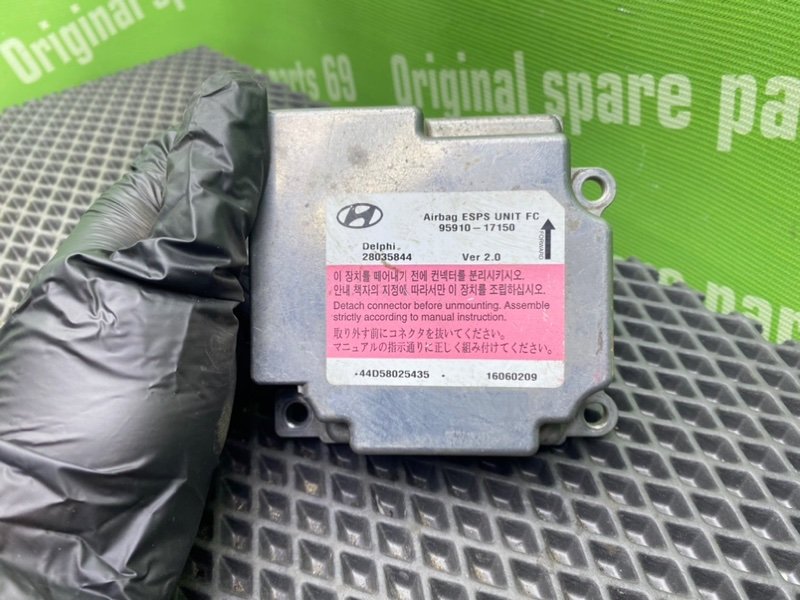 Original spare
parts 69
Original spare par
Airbag ESPS UNIT FC
95910-17150
FORWARD
Delphi
28035844 Ver 2.0
이 장치를 떼어내기 전에 컨넥터를 분리시키시오.
안내 책자의 지정에 따라서만 이 장치를 조립하십시오.
Detach connector before unmounting. Assemble
strictly according to manual instruction.
取り外す前にコネクタを抜いてください。
マニュアルの指示通りに正しく組み付けてください。
44D58025435 16060209